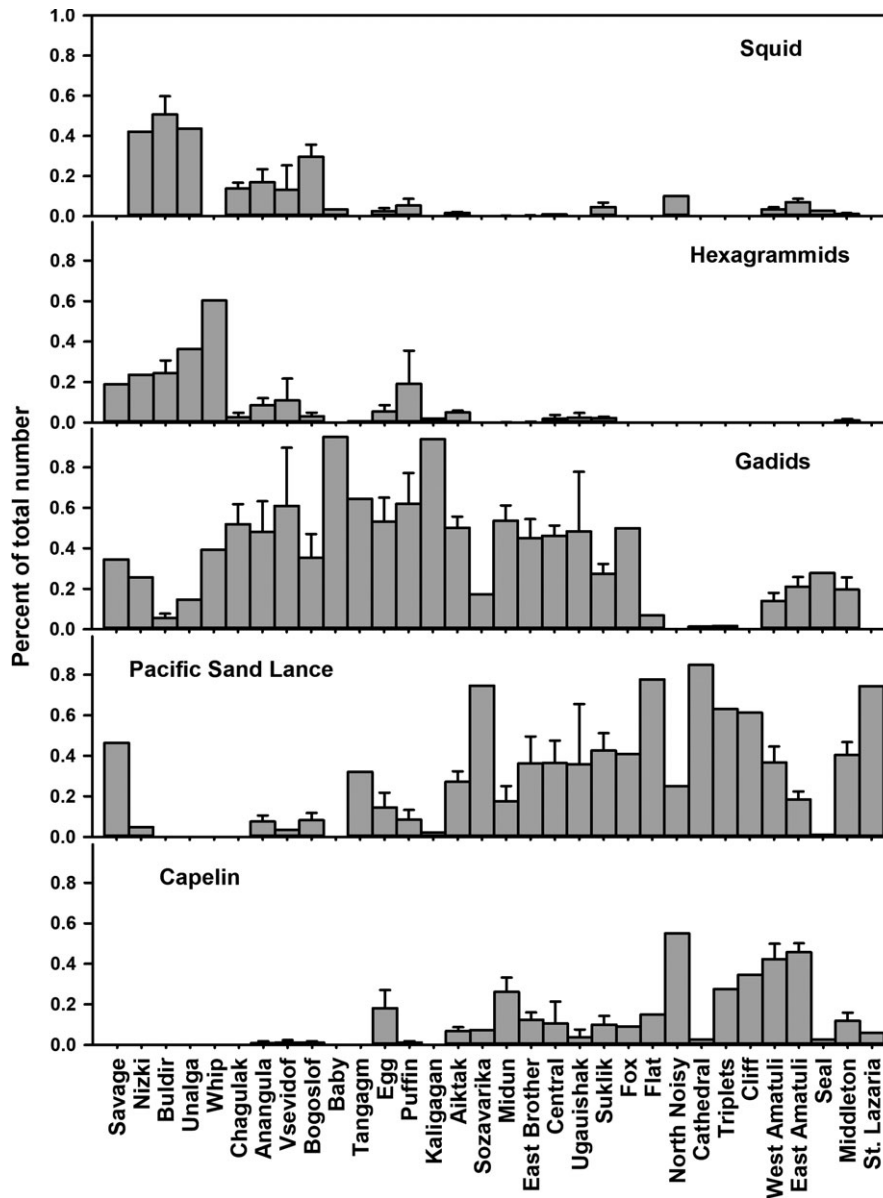 Percent of total number
1.0
0.8
0.6
0.4
0.2
0.0
Squid
0.8
0.6
0.4
0.2
0.0
Hexagrammids
0.8
0.6
0.4
0.2
0.0
Gadids
0.8
0.6
0.4
0.2
0.0
Pacific Sand Lance
0.8
0.6
0.4
0.2
0.0
Capelin
Savage
Nizki
Buldir
Unalga
Whip
Chagulak
Anangula
Vsevidof
Bogoslof
Baby
Tangagm
Egg
Puffin
Kaligagan
Aiktak
Sozavarika
Midun
East Brother
Central
Ugauishak
Suklik
Fox
Flat
North Noisy
Cathedral
Triplets
Cliff
West Amatuli
East Amatuli
Seal
Middleton
St. Lazaria